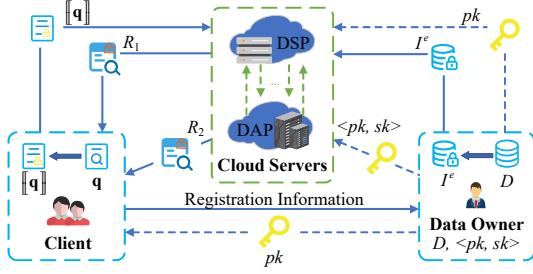 [[q]]
pk
R₁
DSP
Iᵉ
...
DAP
R₂
<pk, sk>
Cloud Servers
[[q]]
q
Iᵉ
D
Registration Information
Client
Data Owner
D, <pk, sk>
pk